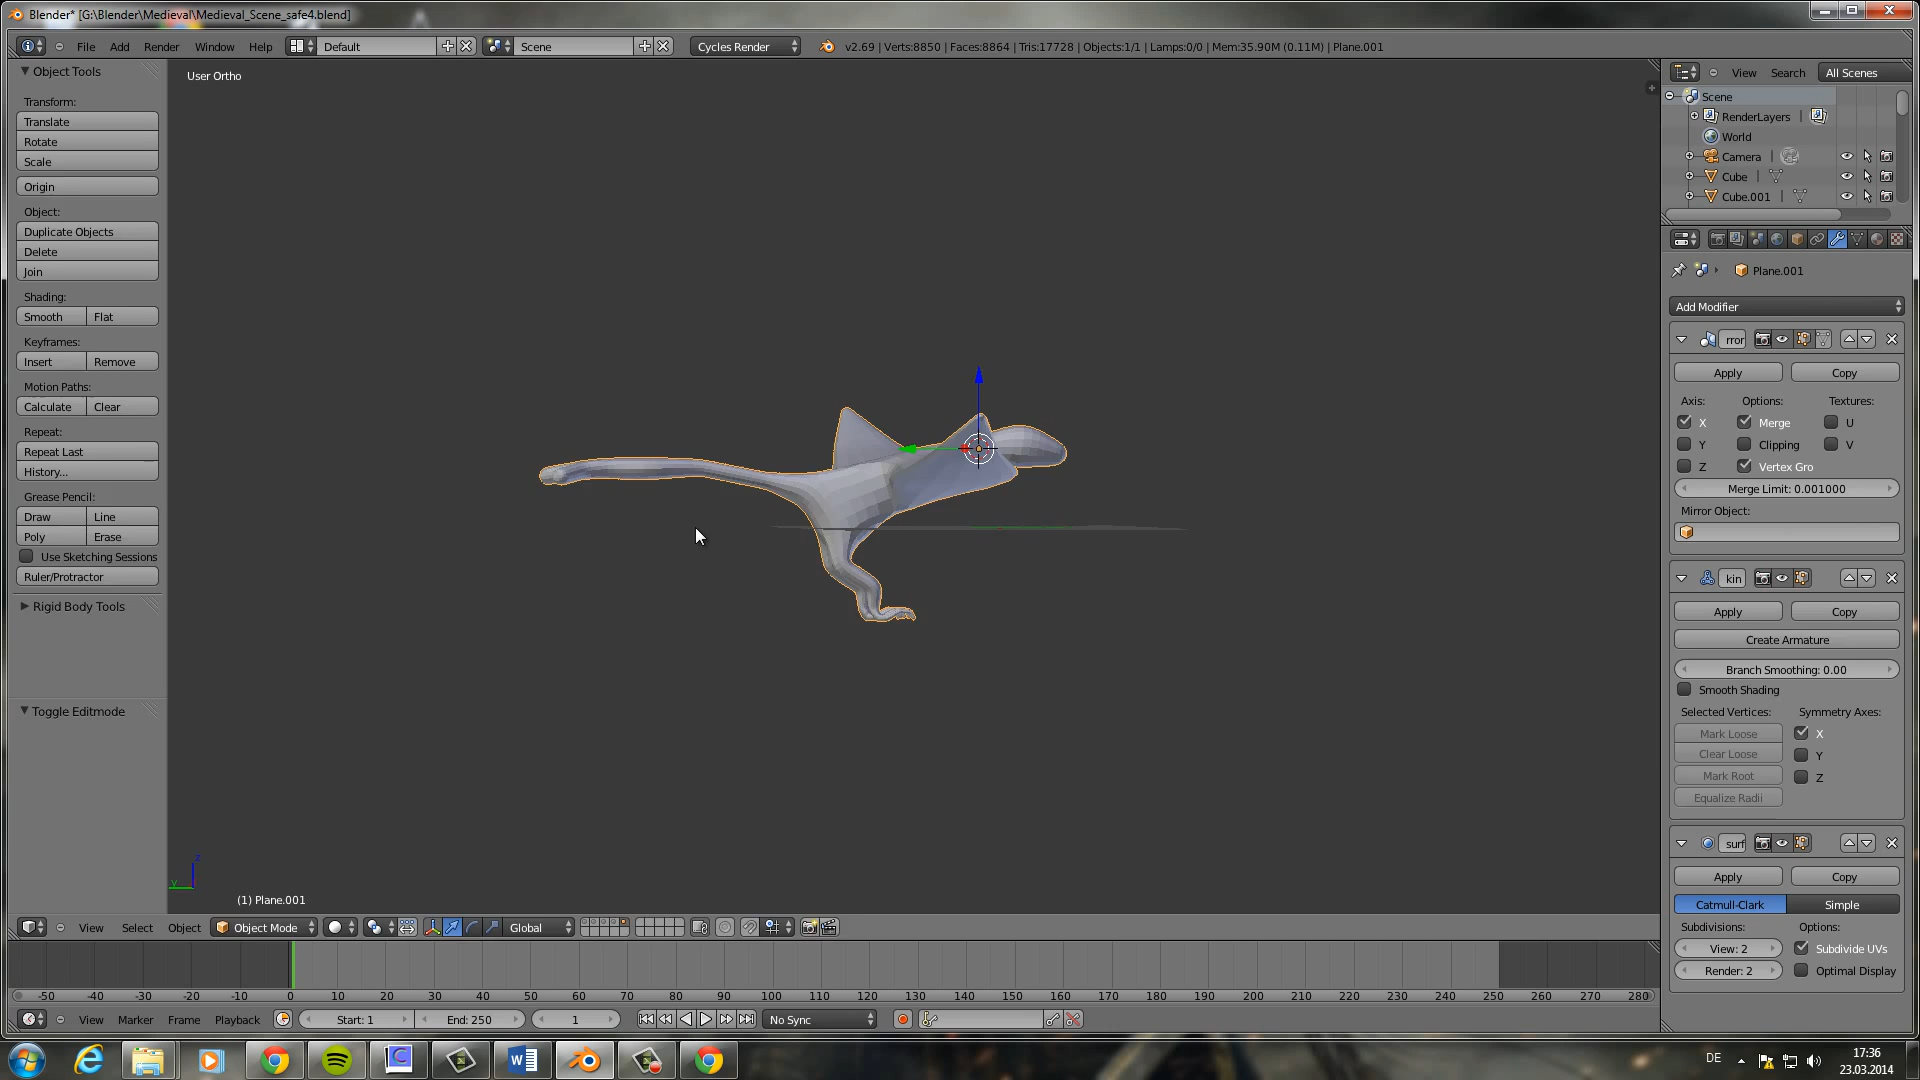 Blender* [G:\Blender\Medieval\Medieval_Scene_safe4.blend]
File Add Render Window Help Default Scene Cycles Render v2.69 | Verts:8850 | Faces:8864 | Tris:17728 | Objects:1/1 | Lamps:0/0 | Mem:35.90M (0.11M) | Plane.001
Object Tools
Transform:
Translate
Rotate
Scale
Origin
Object:
Duplicate Objects
Delete
Join
Shading:
Smooth Flat
Keyframes:
Insert Remove
Motion Paths:
Calculate Clear
Repeat:
Repeat Last
History...
Grease Pencil:
Draw Line
Poly Erase
Use Sketching Sessions
Ruler/Protractor
Rigid Body Tools
Toggle Editmode
User Ortho
z
y
(1) Plane.001
View Select Object Object Mode Global
-50 -40 -30 -20 -10 0 10 20 30 40 50 60 70 80 90 100 110 120 130 140 150 160 170 180 190 200 210 220 230 240 250 260 270 280
View Marker Frame Playback Start: 1 End: 250 1 No Sync
View Search All Scenes
Scene
RenderLayers
World
Camera
Cube
Cube.001
Plane.001
Add Modifier
rror
Apply Copy
Axis: Options: Textures:
X Merge U
Y Clipping V
Z Vertex Gro
Merge Limit: 0.001000
Mirror Object:
kin
Apply Copy
Create Armature
Branch Smoothing: 0.00
Smooth Shading
Selected Vertices: Symmetry Axes:
Mark Loose X
Clear Loose Y
Mark Root Z
Equalize Radii
surf
Apply Copy
Catmull-Clark Simple
Subdivisions: Options:
View: 2 Subdivide UVs
Render: 2 Optimal Display
DE
17:36
23.03.2014